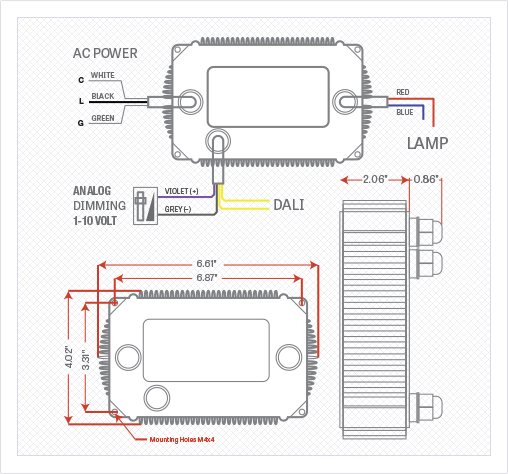 AC POWER
C WHITE
L BLACK
G GREEN
RED
BLUE
LAMP
ANALOG
DIMMING
1-10 VOLT
VIOLET (+)
GREY (-)
DALI
2.06" 0.86"
6.61"
6.87"
4.02"
3.31"
Mounting Holes M4x4